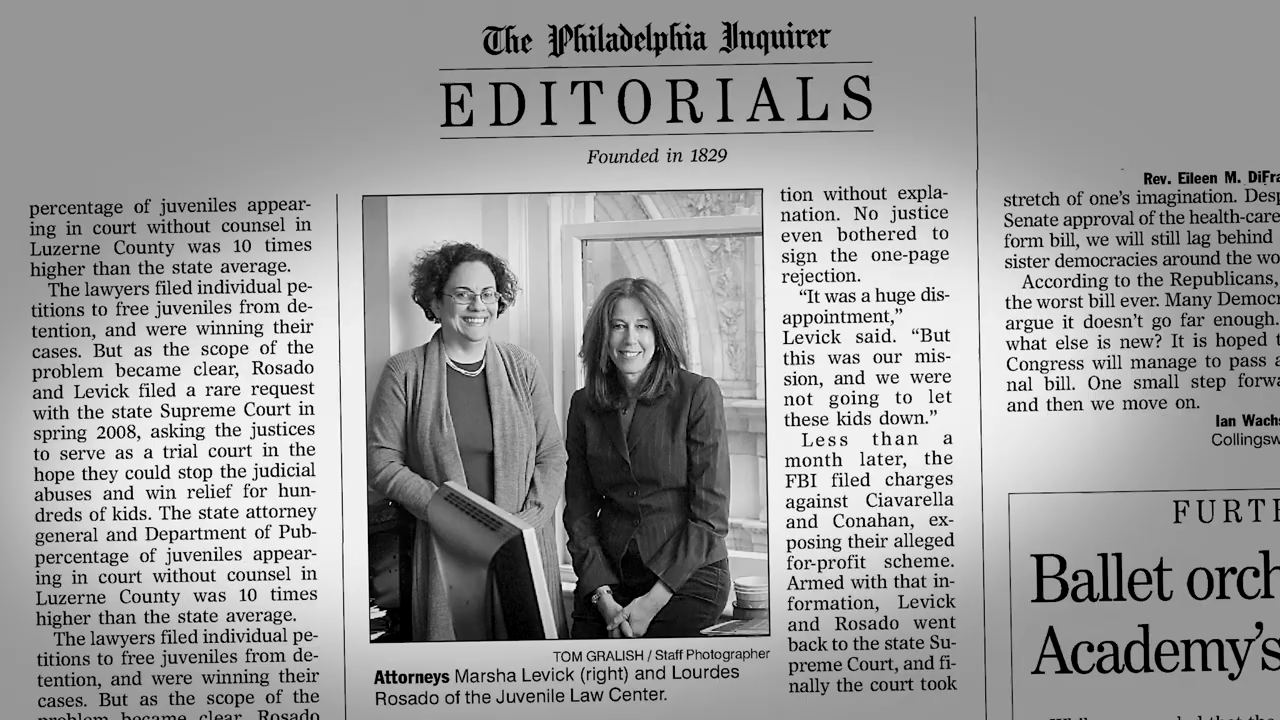 The Philadelphia Inquirer
EDITORIALS
Founded in 1829
percentage of juveniles appear-
ing in court without counsel in
Luzerne County was 10 times
higher than the state average.
The lawyers filed individual pe-
titions to free juveniles from de-
tention, and were winning their
cases. But as the scope of the
problem became clear, Rosado
and Levick filed a rare request
with the state Supreme Court in
spring 2008, asking the justices
to serve as a trial court in the
hope they could stop the judicial
abuses and win relief for hun-
dreds of kids. The state attorney
general and Department of Pub-
percentage of juveniles appear-
ing in court without counsel in
Luzerne County was 10 times
higher than the state average.
The lawyers filed individual pe-
titions to free juveniles from de-
tention, and were winning their
cases. But as the scope of the
problem became clear, Rosado
TOM GRALISH / Staff Photographer
Attorneys Marsha Levick (right) and Lourdes
Rosado of the Juvenile Law Center.
tion without expla-
nation. No justice
even bothered to
sign the one-page
rejection.
"It was a huge dis-
appointment,"
Levick said. "But
this was our mis-
sion, and we were
not going to let
these kids down."
Less than a
month later, the
FBI filed charges
against Ciavarella
and Conahan, ex-
posing their alleged
for-profit scheme.
Armed with that in-
formation, Levick
and Rosado went
back to the state Su-
preme Court, and fi-
nally the court took
Rev. Eileen M. DiFra
stretch of one's imagination. Desp
Senate approval of the health-care
form bill, we will still lag behind
sister democracies around the wo
According to the Republicans,
the worst bill ever. Many Democ
argue it doesn't go far enough.
what else is new? It is hoped t
Congress will manage to pass a
nal bill. One small step forwa
and then we move on.
Ian Wachs
Collingsw
FURTH
Ballet orch
Academy's